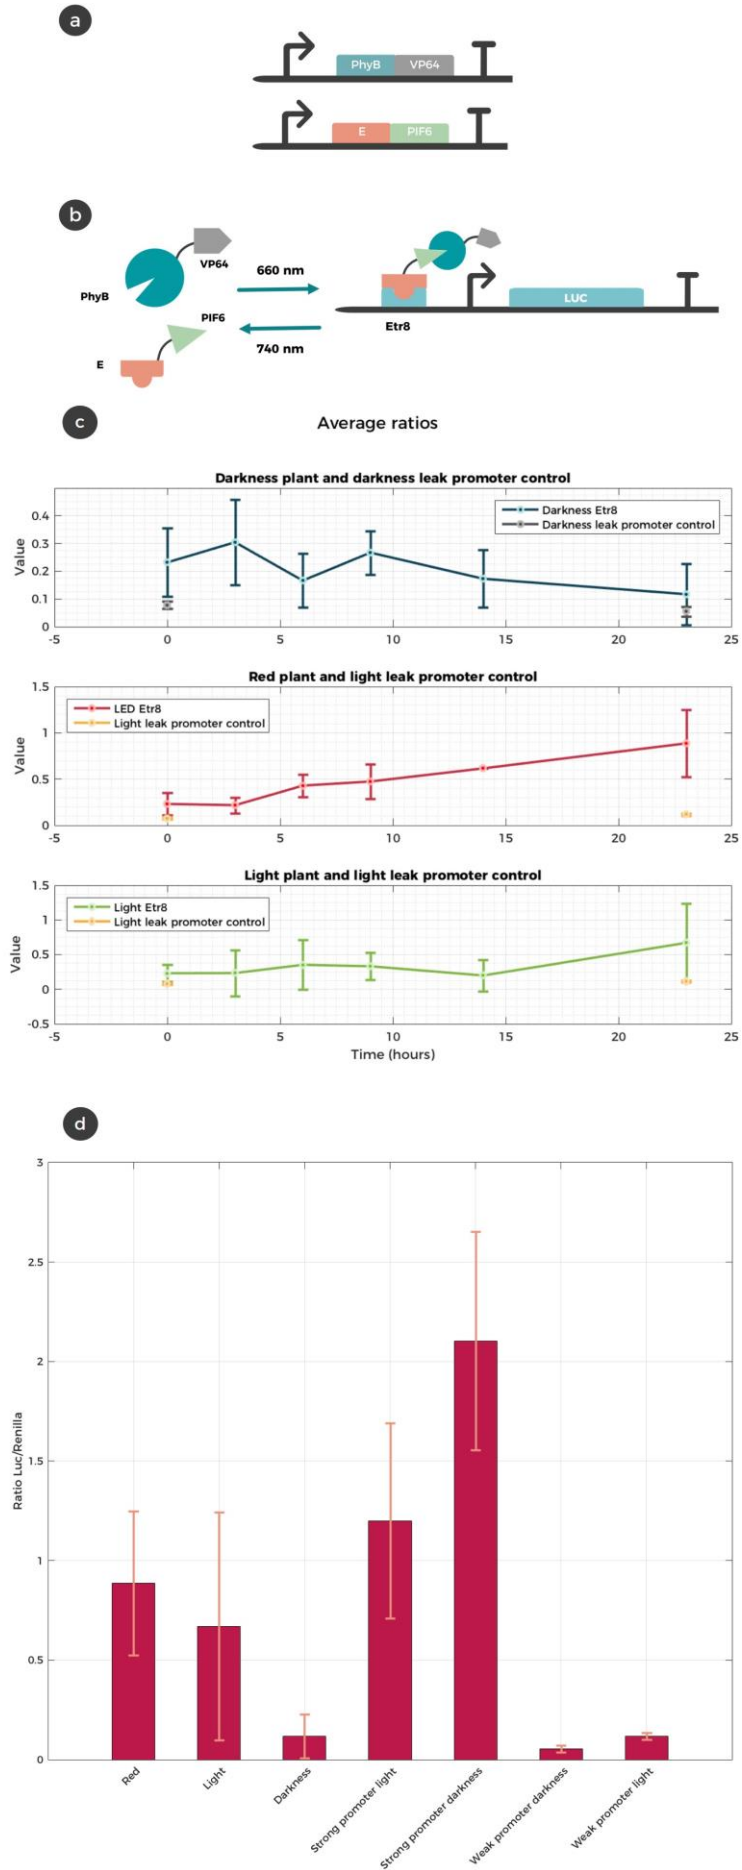 a
PhyB VP64
E PIF6
b
VP64
PhyB
660 nm
PIF6
740 nm
E
Etr8
LUC
c
Average ratios
Darkness plant and darkness leak promoter control
Darkness Etr8
Darkness leak promoter control
Value
0.4
0.3
0.2
0.1
0
-5 0 5 10 15 20 25
Red plant and light leak promoter control
LED Etr8
Light leak promoter control
Value
1.5
1
0.5
0
-5 0 5 10 15 20 25
Light plant and light leak promoter control
Light Etr8
Light leak promoter control
Value
1.5
1
0.5
0
-0.5
-5 0 5 10 15 20 25
Time (hours)
d
Ratio Luc/Renilla
3
2.5
2
1.5
1
0.5
0
Red
Light
Darkness
Strong promoter light
Strong promoter darkness
Weak promoter darkness
Weak promoter light